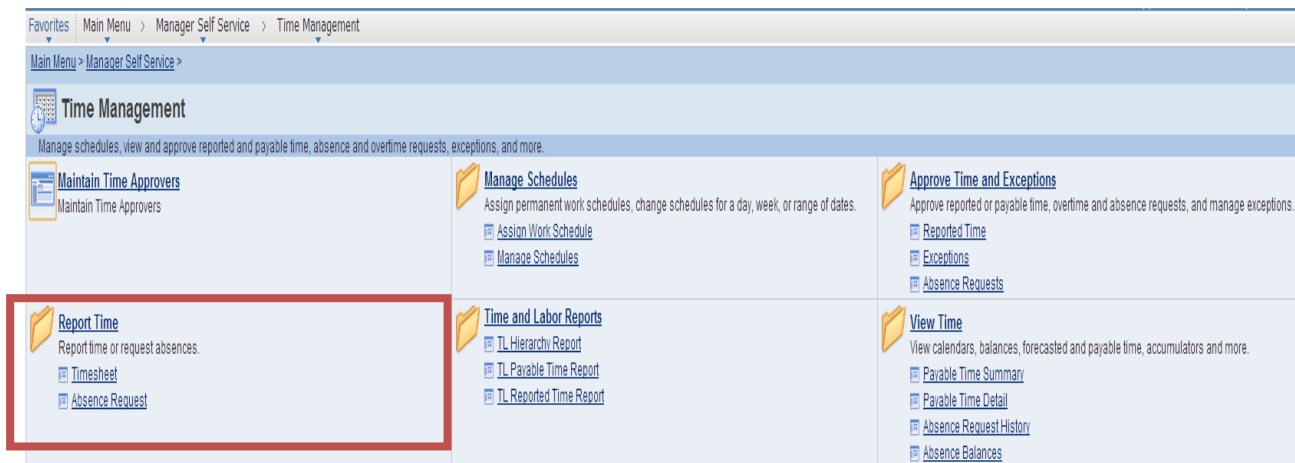 Favorites Main Menu > Manager Self Service > Time Management
Main Menu > Manager Self Service >
Time Management
Manage schedules, view and approve reported and payable time, absence and overtime requests, exceptions, and more.
Maintain Time Approvers
Maintain Time Approvers
Manage Schedules
Assign permanent work schedules, change schedules for a day, week, or range of dates.
Assign Work Schedule
Manage Schedules
Approve Time and Exceptions
Approve reported or payable time, overtime and absence requests, and manage exceptions.
Reported Time
Exceptions
Absence Requests
Report Time
Report time or request absences.
Timesheet
Absence Request
Time and Labor Reports
TL Hierarchy Report
TL Payable Time Report
TL Reported Time Report
View Time
View calendars, balances, forecasted and payable time, accumulators and more.
Payable Time Summary
Payable Time Detail
Absence Request History
Absence Balances